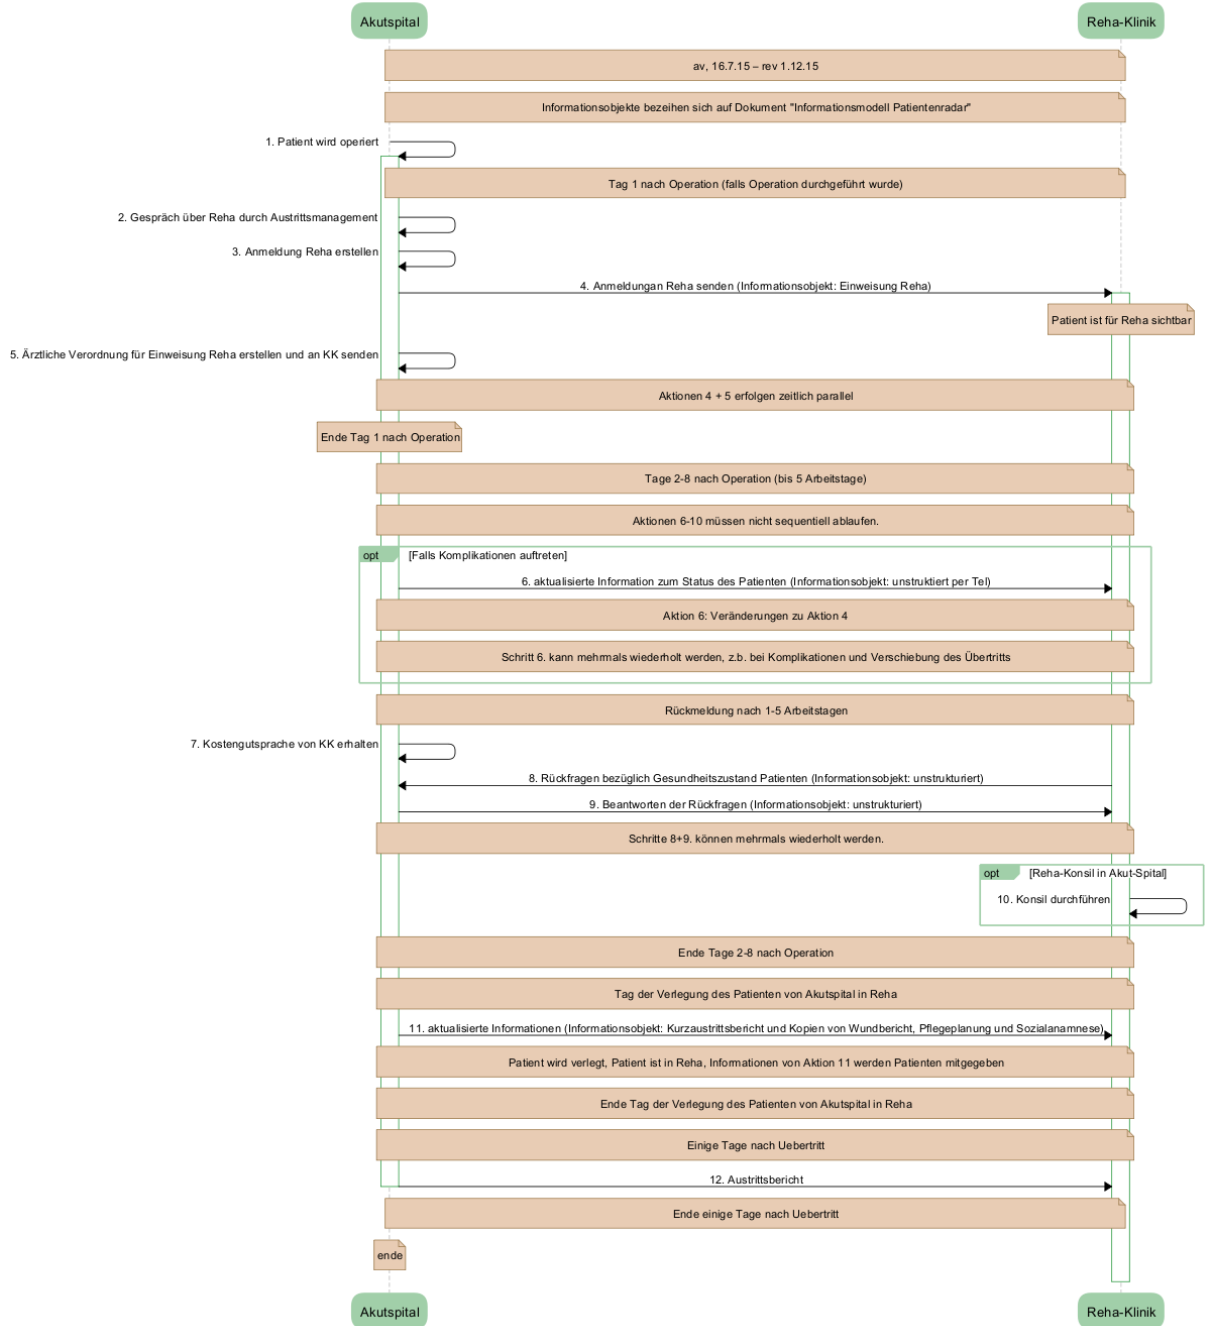 Akutspital
Reha-Klinik
av, 16.7.15 – rev 1.12.15
Informationsobjekte bezeihen sich auf Dokument "Informationsmodell Patientenradar"
1. Patient wird operiert
Tag 1 nach Operation (falls Operation durchgeführt wurde)
2. Gespräch über Reha durch Austrittsmanagement
3. Anmeldung Reha erstellen
4. Anmeldungan Reha senden (Informationsobjekt: Einweisung Reha)
Patient ist für Reha sichtbar
5. Ärztliche Verordnung für Einweisung Reha erstellen und an KK senden
Aktionen 4 + 5 erfolgen zeitlich parallel
Ende Tag 1 nach Operation
Tage 2-8 nach Operation (bis 5 Arbeitstage)
Aktionen 6-10 müssen nicht sequentiell ablaufen.
opt [Falls Komplikationen auftreten]
6. aktualisierte Information zum Status des Patienten (Informationsobjekt: unstruktiert per Tel)
Aktion 6: Veränderungen zu Aktion 4
Schritt 6. kann mehrmals wiederholt werden, z.b. bei Komplikationen und Verschiebung des Übertritts
Rückmeldung nach 1-5 Arbeitstagen
7. Kostengutsprache von KK erhalten
8. Rückfragen bezüglich Gesundheitszustand Patienten (Informationsobjekt: unstrukturiert)
9. Beantworten der Rückfragen (Informationsobjekt: unstrukturiert)
Schritte 8+9. können mehrmals wiederholt werden.
opt [Reha-Konsil in Akut-Spital]
10. Konsil durchführen
Ende Tage 2-8 nach Operation
Tag der Verlegung des Patienten von Akutspital in Reha
11. aktualisierte Informationen (Informationsobjekt: Kurzaustrittsbericht und Kopien von Wundbericht, Pflegeplanung und Sozialanamnese)
Patient wird verlegt, Patient ist in Reha, Informationen von Aktion 11 werden Patienten mitgegeben
Ende Tag der Verlegung des Patienten von Akutspital in Reha
Einige Tage nach Uebertritt
12. Austrittsbericht
Ende einige Tage nach Uebertritt
ende
Akutspital
Reha-Klinik